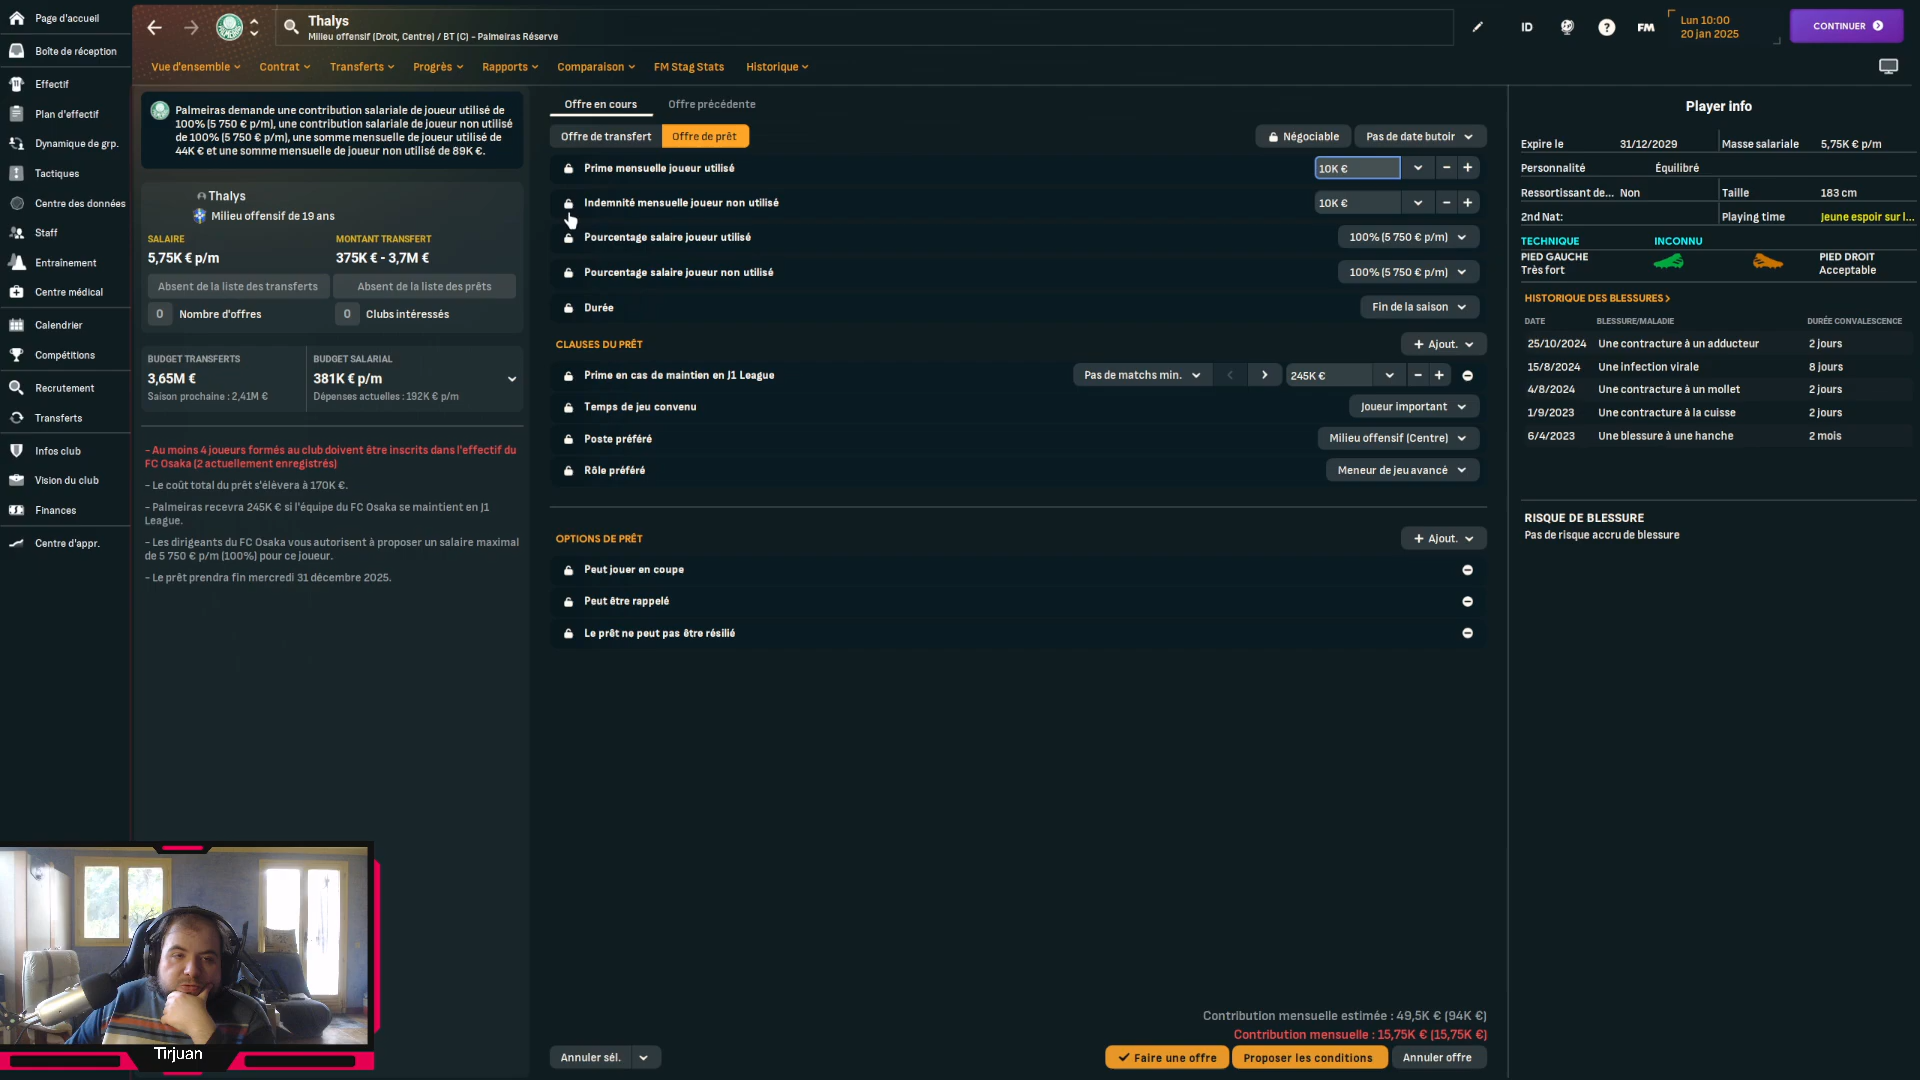 Page d'accueil
Boîte de réception
Effectif
Plan d'effectif
Dynamique de grp.
Tactiques
Centre des données
Staff
Entraînement
Centre médical
Calendrier
Compétitions
Recrutement
Transferts
Infos club
Vision du club
Finances
Centre d'appr.
Thalys
Milieu offensif (Droit, Centre) / BT (C) - Palmeiras Réserve
ID
FM
Lun 10:00
20 jan 2025
CONTINUER
Vue d'ensemble
Contrat
Transferts
Progrès
Rapports
Comparaison
FM Stag Stats
Historique
Palmeiras demande une contribution salariale de joueur utilisé de
100% (5 750 € p/m), une contribution salariale de joueur non utilisé
de 100% (5 750 € p/m), une somme mensuelle de joueur utilisé de
44K € et une somme mensuelle de joueur non utilisé de 89K €.
Thalys
Milieu offensif de 19 ans
SALAIRE
MONTANT TRANSFERT
5,75K € p/m
375K € - 3,7M €
Absent de la liste des transferts
Absent de la liste des prêts
0 Nombre d'offres
0 Clubs intéressés
BUDGET TRANSFERTS
BUDGET SALARIAL
3,65M €
381K € p/m
Saison prochaine : 2,41M €
Dépenses actuelles : 192K € p/m
- Au moins 4 joueurs formés au club doivent être inscrits dans l'effectif du
FC Osaka (2 actuellement enregistrés)
- Le coût total du prêt s'élèvera à 170K €.
- Palmeiras recevra 245K € si l'équipe du FC Osaka se maintient en J1
League.
- Les dirigeants du FC Osaka vous autorisent à proposer un salaire maximal
de 5 750 € p/m (100%) pour ce joueur.
- Le prêt prendra fin mercredi 31 décembre 2025.
Offre en cours
Offre précédente
Offre de transfert
Offre de prêt
Négociable
Pas de date butoir
Prime mensuelle joueur utilisé
10K €
Indemnité mensuelle joueur non utilisé
10K €
Pourcentage salaire joueur utilisé
100% (5 750 € p/m)
Pourcentage salaire joueur non utilisé
100% (5 750 € p/m)
Durée
Fin de la saison
CLAUSES DU PRÊT
Ajout.
Prime en cas de maintien en J1 League
Pas de matchs min.
245K €
Temps de jeu convenu
Joueur important
Poste préféré
Milieu offensif (Centre)
Rôle préféré
Meneur de jeu avancé
OPTIONS DE PRÊT
Ajout.
Peut jouer en coupe
Peut être rappelé
Le prêt ne peut pas être résilié
Contribution mensuelle estimée : 49,5K € (94K €)
Contribution mensuelle : 15,75K € (15,75K €)
Annuler sél.
Faire une offre
Proposer les conditions
Annuler offre
Player info
Expire le
31/12/2029
Masse salariale
5,75K € p/m
Personnalité
Équilibré
Ressortissant de...
Non
Taille
183 cm
2nd Nat:
Playing time
Jeune espoir sur l...
TECHNIQUE
INCONNU
PIED GAUCHE
Très fort
PIED DROIT
Acceptable
HISTORIQUE DES BLESSURES >
DATE
BLESSURE/MALADIE
DURÉE CONVALESCENCE
25/10/2024 Une contracture à un adducteur 2 jours
15/8/2024 Une infection virale 8 jours
4/8/2024 Une contracture à un mollet 2 jours
1/9/2023 Une contracture à la cuisse 2 jours
6/4/2023 Une blessure à une hanche 2 mois
RISQUE DE BLESSURE
Pas de risque accru de blessure
Tirjuan